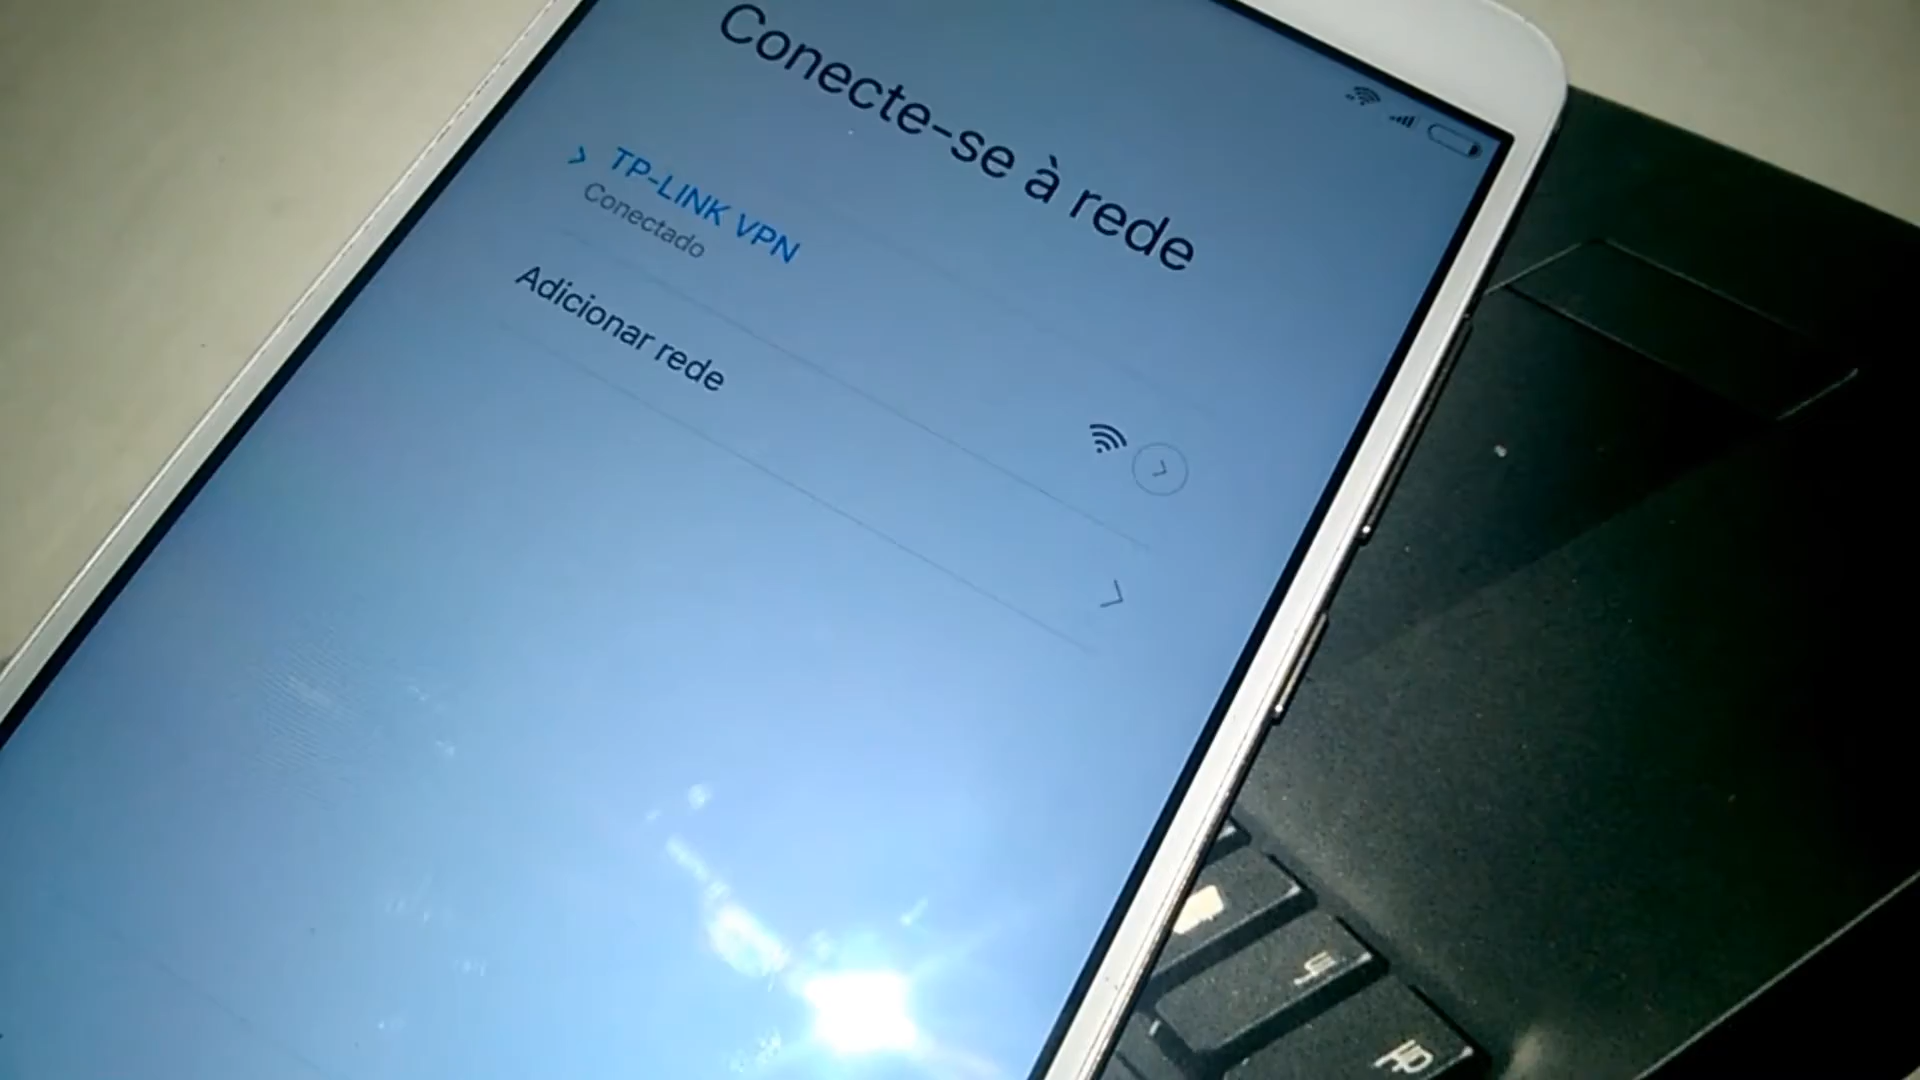 Conecte-se à rede
TP-LINK VPN
Conectado
Adicionar rede